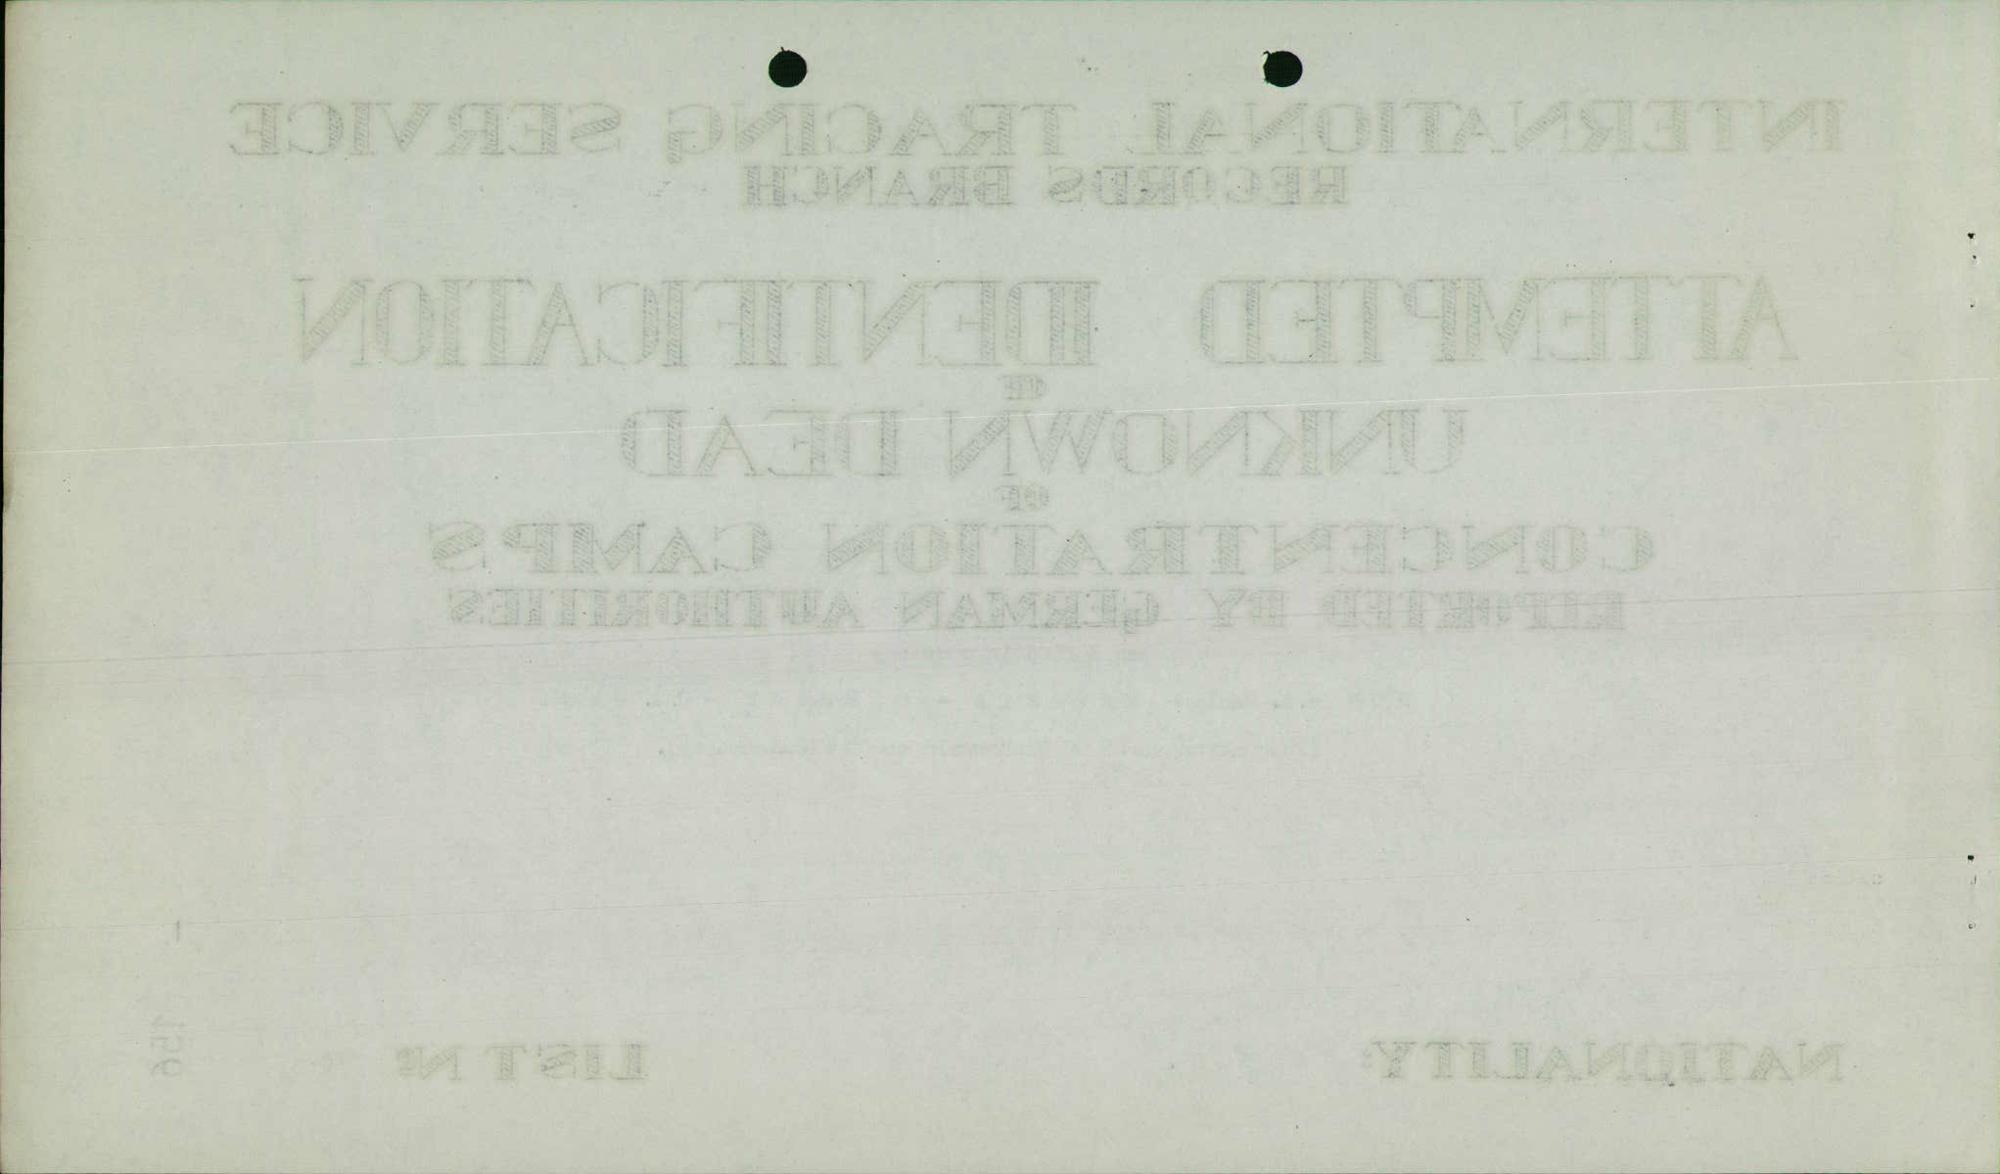 INTERNATIONAL TRACING SERVICE
RECORDS BRANCH
ATTEMPTED IDENTIFICATION
OF
UNKNOWN DEAD
OF
CONCENTRATION CAMPS
REPORTED BY GERMAN AUTHORITIES
NATIONALITY:
LIST Nº
156